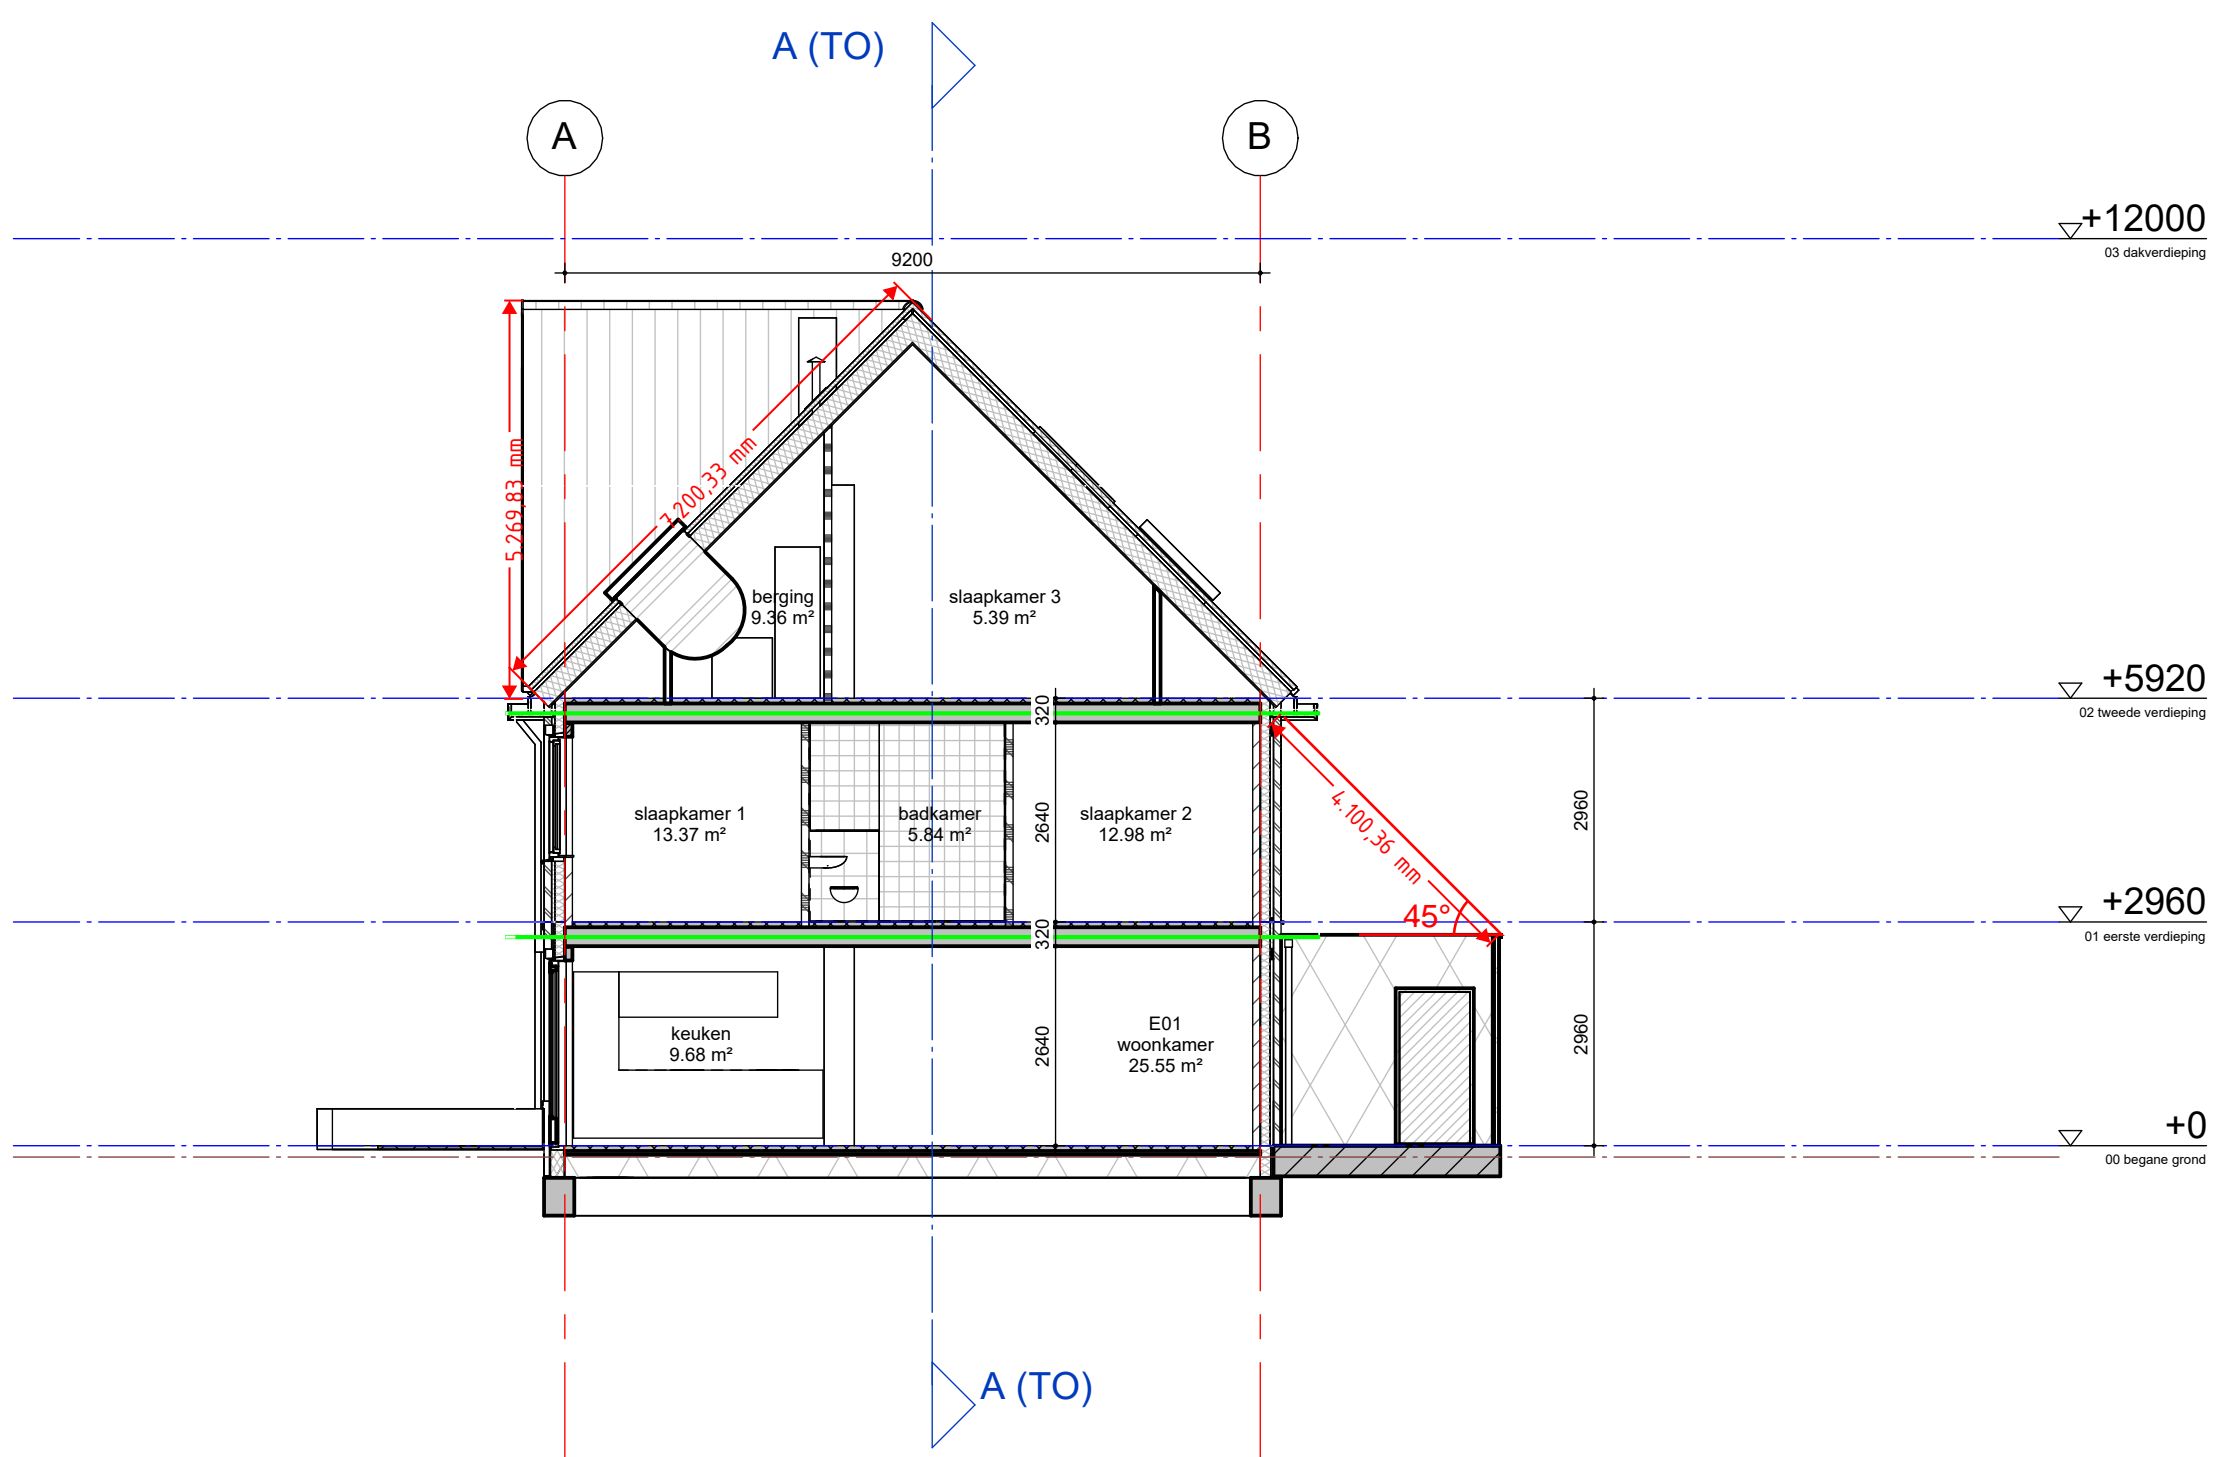 A (TO)
A
B
+12000
03 dakverdieping
9200
5.269,83 mm
7.200,33 mm
berging
9.36 m²
slaapkamer 3
5.39 m²
+5920
02 tweede verdieping
320
slaapkamer 1
13.37 m²
badkamer
5.84 m²
2640
slaapkamer 2
12.98 m²
4.100,36 mm
2960
45°
+2960
01 eerste verdieping
320
keuken
9.68 m²
2640
E01
woonkamer
25.55 m²
2960
+0
00 begane grond
A (TO)